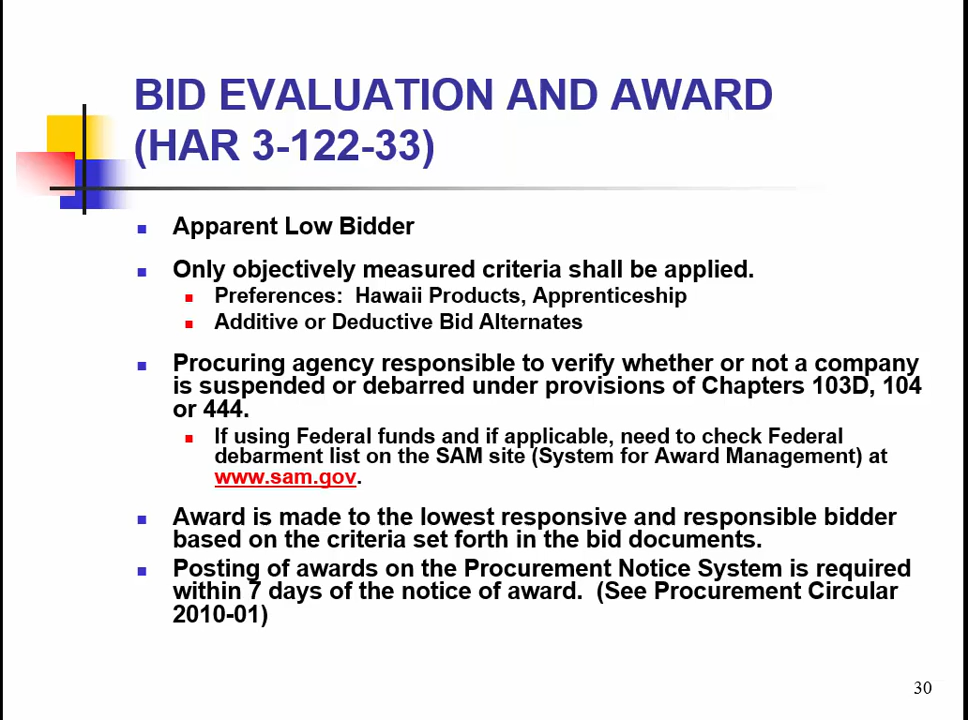 BID EVALUATION AND AWARD
(HAR 3-122-33)
Apparent Low Bidder
Only objectively measured criteria shall be applied.
Preferences:  Hawaii Products, Apprenticeship
Additive or Deductive Bid Alternates
Procuring agency responsible to verify whether or not a company
is suspended or debarred under provisions of Chapters 103D, 104
or 444.
If using Federal funds and if applicable, need to check Federal
debarment list on the SAM site (System for Award Management) at
www.sam.gov.
Award is made to the lowest responsive and responsible bidder
based on the criteria set forth in the bid documents.
Posting of awards on the Procurement Notice System is required
within 7 days of the notice of award.  (See Procurement Circular
2010-01)
30